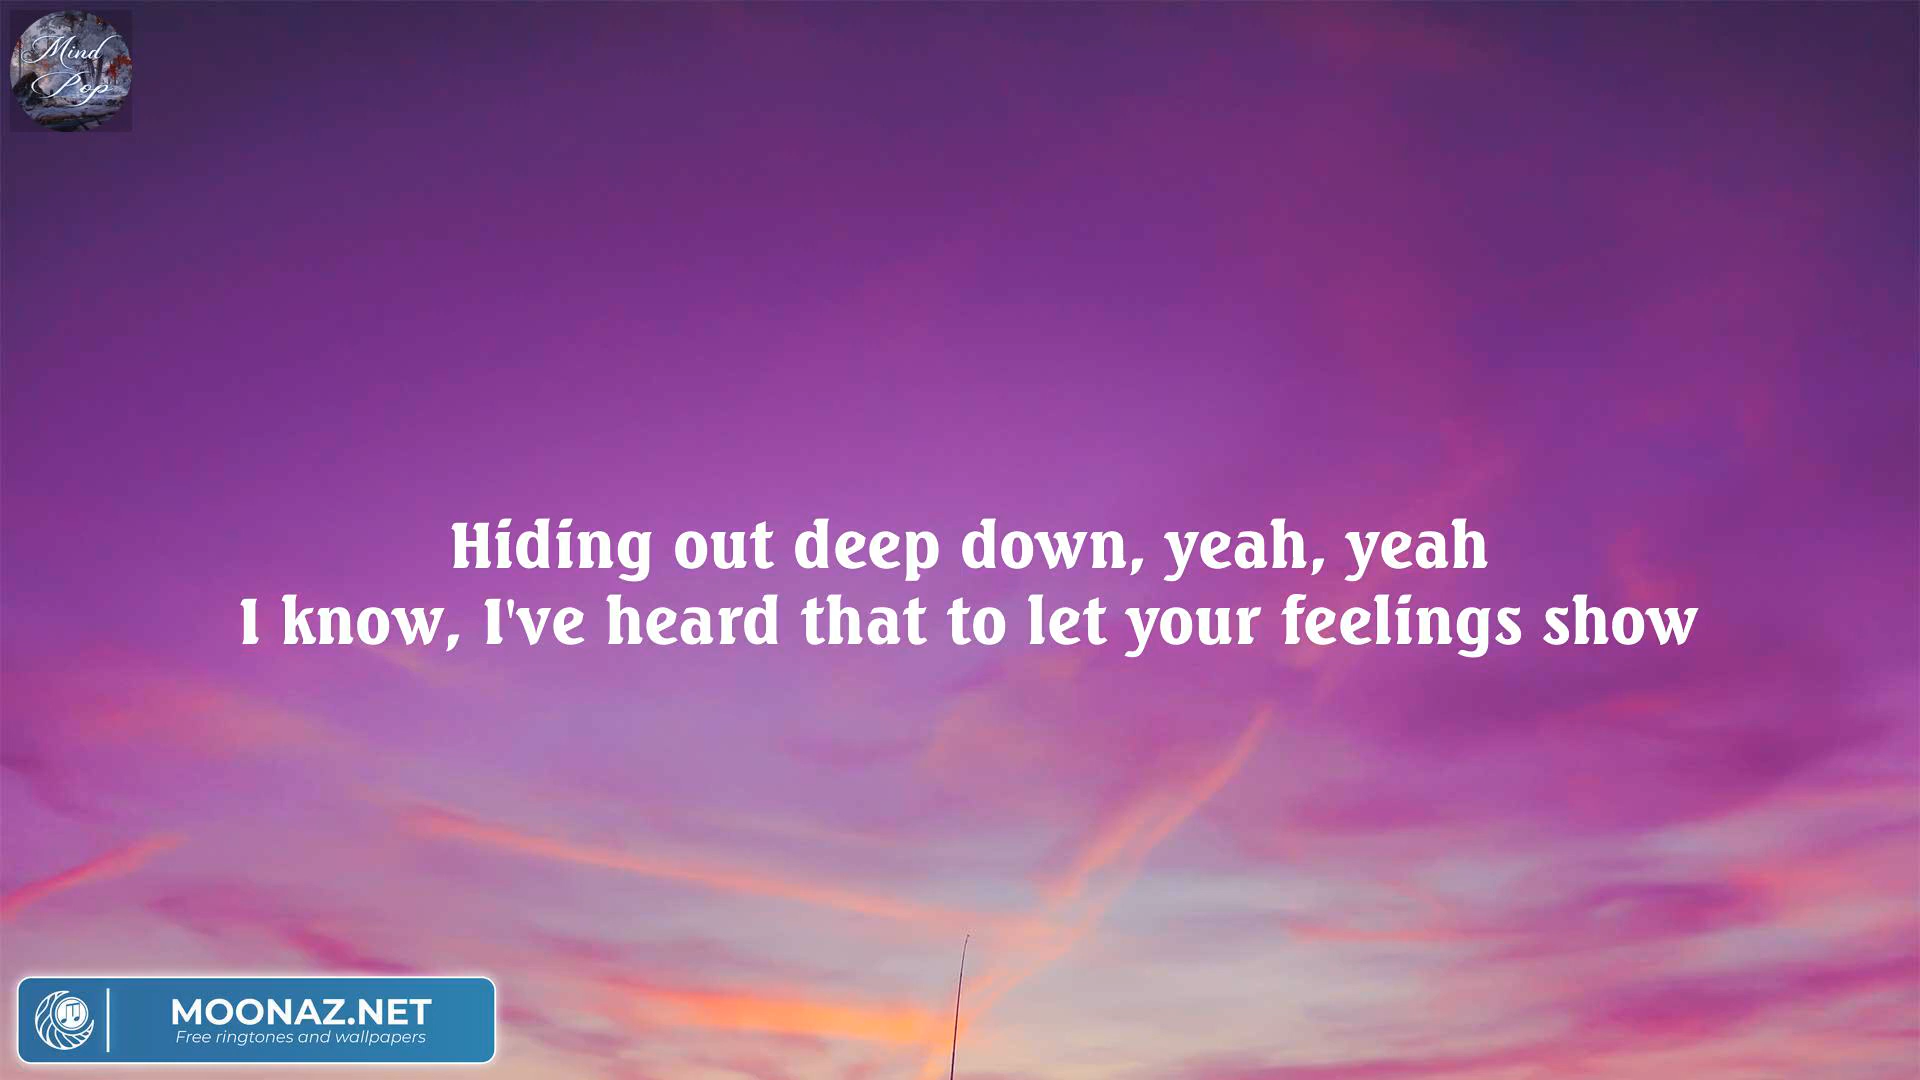 Mind
Pop
Hiding out deep down, yeah, yeah
I know, I've heard that to let your feelings show
MOONAZ.NET
Free ringtones and wallpapers